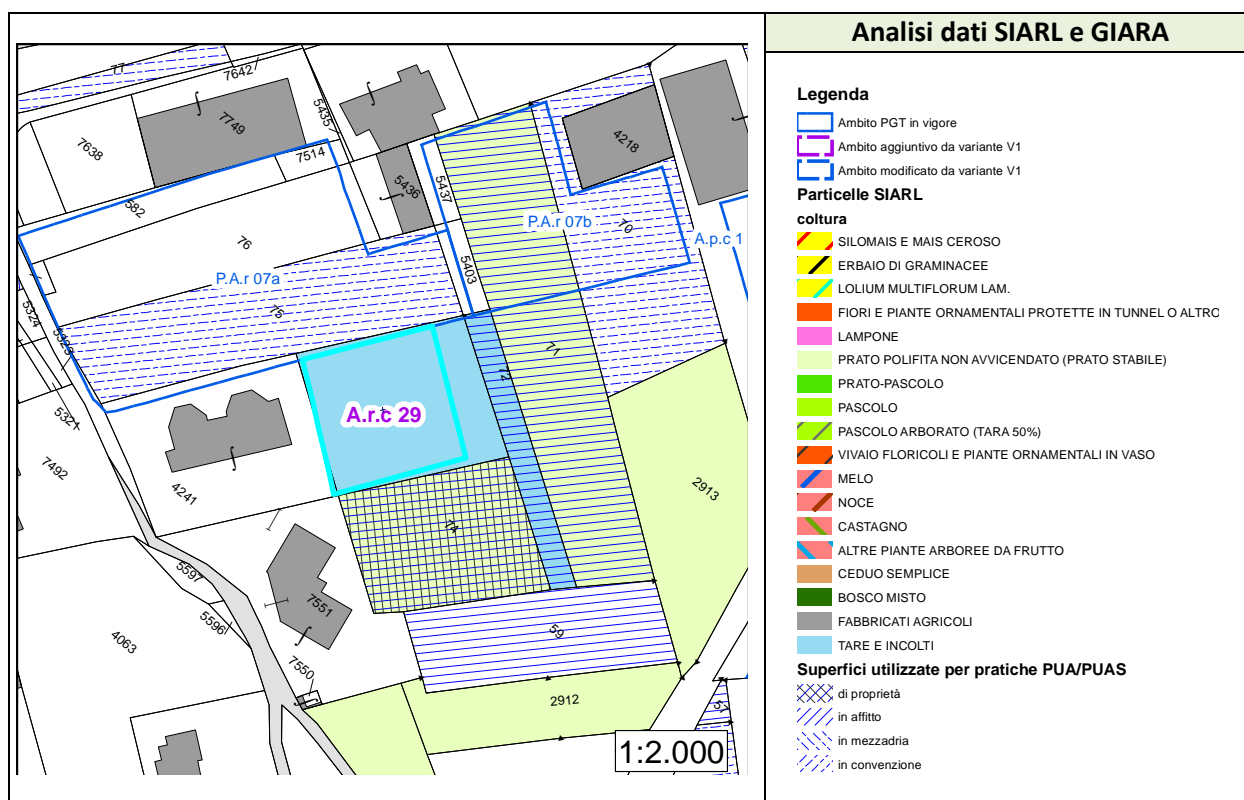 Analisi dati SIARL e GIARA
77
7642
5435
7749
7638
7514
5436
4218
582
5437
P.A.r 07b
70
76
A.p.c 1
5403
P.A.r 07a
75
5324
5323
71
72
5321
A.r.c 29
7492
4241
2913
74
5597
7551
5596
59
4063
7550
2912
57
1:2.000
Legenda
Ambito PGT in vigore
Ambito aggiuntivo da variante V1
Ambito modificato da variante V1
Particelle SIARL
coltura
SILOMAIS E MAIS CEROSO
ERBAIO DI GRAMINACEE
LOLIUM MULTIFLORUM LAM.
FIORI E PIANTE ORNAMENTALI PROTETTE IN TUNNEL O ALTRO
LAMPONE
PRATO POLIFITA NON AVVICENDATO (PRATO STABILE)
PRATO-PASCOLO
PASCOLO
PASCOLO ARBORATO (TARA 50%)
VIVAIO FLORICOLI E PIANTE ORNAMENTALI IN VASO
MELO
NOCE
CASTAGNO
ALTRE PIANTE ARBOREE DA FRUTTO
CEDUO SEMPLICE
BOSCO MISTO
FABBRICATI AGRICOLI
TARE E INCOLTI
Superfici utilizzate per pratiche PUA/PUAS
di proprietà
in affitto
in mezzadria
in convenzione